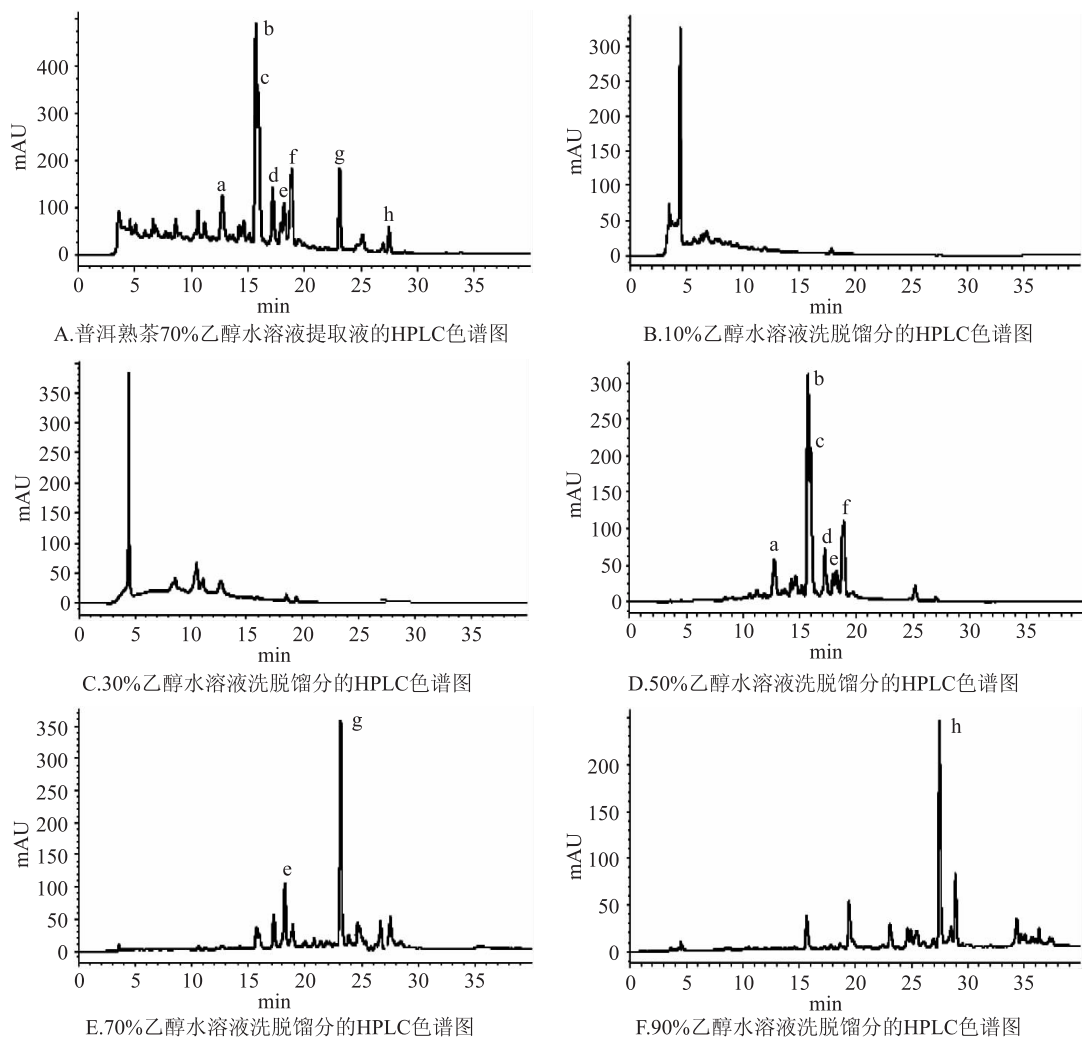 b
400
c
300
mAU
200
f
g
d
a
e
100
h
0
0 5 10 15 20 25 30 35
min
A.普洱熟茶70%乙醇水溶液提取液的HPLC色谱图
300
250
200
mAU
150
100
50
0
0 5 10 15 20 25 30 35
min
B.10%乙醇水溶液洗脱馏分的HPLC色谱图
350
300
250
mAU
200
150
100
50
0
0 5 10 15 20 25 30 35
min
C.30%乙醇水溶液洗脱馏分的HPLC色谱图
300
b
250
c
200
mAU
150
f
100
d
a
e
50
0
0 5 10 15 20 25 30 35
min
D.50%乙醇水溶液洗脱馏分的HPLC色谱图
g
350
300
250
mAU
200
150
e
100
50
0
0 5 10 15 20 25 30 35
min
E.70%乙醇水溶液洗脱馏分的HPLC色谱图
h
200
mAU
150
100
50
0
0 5 10 15 20 25 30 35
min
F.90%乙醇水溶液洗脱馏分的HPLC色谱图